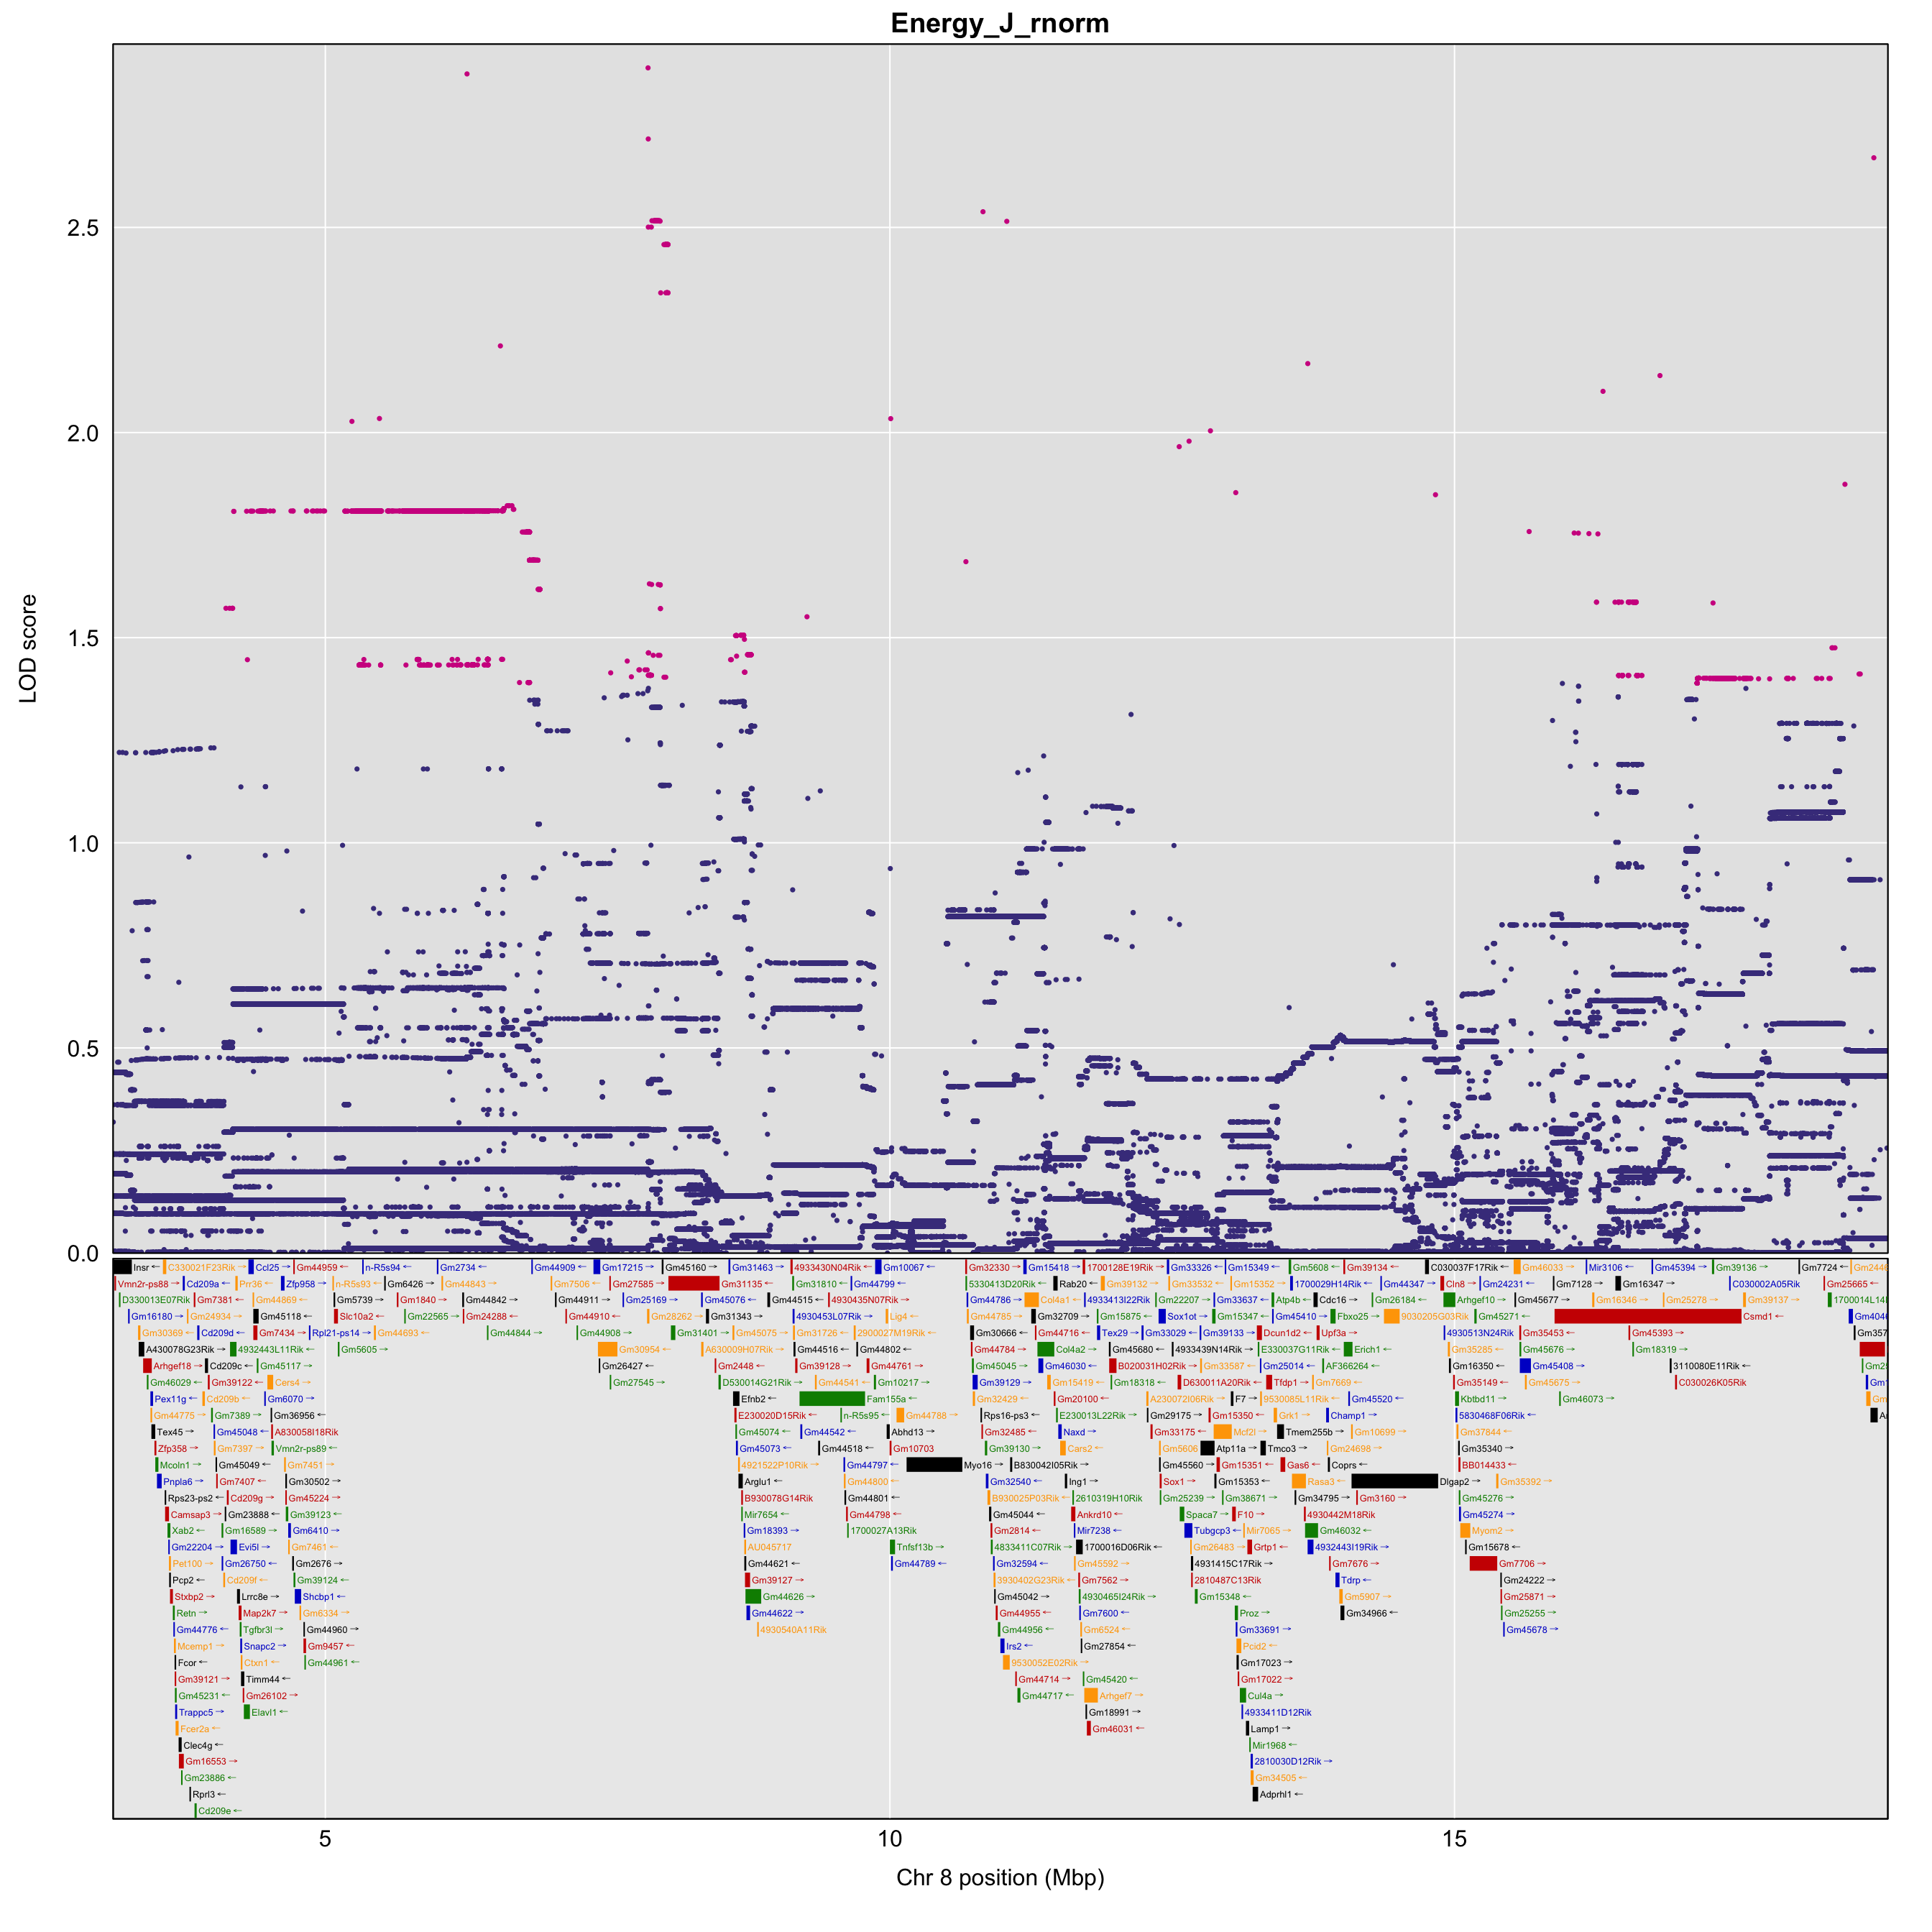 Energy_J_rnorm
2.5
2.0
1.5
1.0
0.5
0.0
LOD score
Insr ← C330021F23Rik ← Ccl25 → Gm44959 → n-R5s94 ← Gm2734 ← Gm44909 ← Gm17215 → Gm45160 → Gm31463 → 4933430N04Rik ← Gm10067 ← Gm32330 ← Gm15418 → 1700128E19Rik ← Gm33326 → Gm15349 ← Gm5608 → Gm39134 ← C030037F17Rik ← Gm46033 → Mir3106 ← Gm45394 → Gm39136 → Gm7724 ←
Vmn2r-ps88 ← Cd209a ← Prr36 ← Zfp958 → n-R5s93 ← Gm6426 ← Gm44843 ← Gm7506 ← Gm27585 ← Gm31135 → Gm31810 ← Gm44799 ← 5330413D20Rik ← Rab20 ← Gm39132 → Gm33532 ← Gm15352 ← 1700029H14Rik ← Gm44347 ← Cln8 → Gm24231 ← Gm7128 ← Gm16347 → C030002A05Rik Gm25665 ←
D330013E07Rik Gm7381 → Gm44869 ← Gm5739 → Gm1840 → Gm44842 → Gm44911 ← Gm25169 → Gm45076 ← Gm44515 ← 4930435N07Rik → Gm44786 ← Col4a1 ← 4933413I22Rik Gm22207 → Gm33637 ← Atp4b ← Cdc16 → Gm26184 ← Arhgef10 → Gm45677 ← Gm16346 → Gm25278 → Gm39137 →
Gm16180 → Gm24934 ← Gm45118 ← Slc10a2 ← Gm22565 ← Gm24288 ← Gm44910 ← Gm28262 ← Gm31343 → 4930453L07Rik Lig4 ← Gm44785 ← Gm32709 ← Gm15875 ← Sox1ot → Gm15347 ← Gm45410 ← Fbxo25 → 9030205G03Rik Gm45271 ← Csmd1 ←
Gm30369 ← Cd209d ← Gm7434 ← Rpl21-ps14 ← Gm44693 ← Gm44844 → Gm44908 ← Gm31401 ← Gm45075 ← Gm31726 ← 2900027M19Rik ← Gm30666 ← Gm44716 ← Tex29 → Gm33029 ← Gm39133 → Dcun1d2 ← Upf3a → 4930513N24Rik Gm35453 ← Gm45393 →
A430078G23Rik → Cd209c ← 4932443L11Rik ← Gm5605 ← Gm30954 ← A630009H07Rik ← Gm44516 ← Gm44802 ← Gm44784 ← Col4a2 → Gm45680 ← 4933439N14Rik ← E330037G11Rik ← Erich1 ← Gm35285 ← Gm45676 ← Gm18319 →
Arhgef18 → Gm39122 ← Gm45117 ← Gm26427 ← Gm2448 ← Gm39128 ← Gm44761 ← Gm45045 ← Gm46030 ← B020031H02Rik → Gm33587 ← Gm25014 ← AF366264 ← Gm16350 ← Gm45408 → 3110080E11Rik ←
Gm46029 ← Cd209b ← Cers4 → Gm27545 ← D530014G21Rik Gm44541 ← Gm10217 ← Gm39129 ← Gm15419 → Gm18318 → D630011A20Rik ← Tfdp1 → Gm7669 ← Gm35149 ← Gm45675 → C030026K05Rik
Pex11g ← Gm7389 ← Gm6070 ← Efnb2 ← Fam155a ← Gm32429 ← Gm20100 ← A230072I06Rik ← F7 → 9530085L11Rik ← Gm45520 ← Kbtbd11 → Gm46073 →
Gm44775 ← Gm45048 ← Gm36956 ← E230020D15Rik ← n-R5s95 ← Gm44788 ← Rps16-ps3 ← E230013L22Rik ← Gm29175 ← Gm15350 ← Grk1 → Champ1 → 5830468F06Rik
Tex45 → Gm7397 ← A830058I18Rik Gm45074 ← Gm44542 ← Abhd13 → Gm32485 ← Naxd → Gm33175 ← Mcf2l → Tmem255b → Gm10699 ← Gm37844 ←
Zfp358 → Gm45049 ← Vmn2r-ps89 ← Gm45073 ← Gm44518 ← Gm10703 Gm39130 ← Cars2 ← Gm5606 Atp11a → Tmco3 → Gm24698 ← Gm35340 ←
Mcoln1 → Gm7407 ← Gm7451 ← 4921522P10Rik ← Gm44797 ← Myo16 → B830042I05Rik Gm45560 ← Gm15351 ← Gas6 ← Coprs ← BB014433 ←
Pnpla6 → Cd209g ← Gm30502 ← Arglu1 ← Gm44800 ← Gm32540 ← Ing1 → Sox1 → Gm15353 ← Rasa3 ← Dlgap2 → Gm35392 →
Rps23-ps2 ← Gm23888 ← Gm45224 ← B930078G14Rik Gm44801 ← B930025P03Rik ← 2610319H10Rik Gm25239 ← Gm38671 ← Gm34795 ← Gm3160 ← Gm45276 ←
Camsap3 → Gm16589 ← Gm39123 ← Mir7654 ← Gm44798 ← Gm45044 ← Ankrd10 ← Spaca7 → F10 → 4930442M18Rik Gm45274 ←
Xab2 ← Evi5l → Gm6410 ← Gm18393 → 1700027A13Rik Gm2814 ← Mir7238 ← Tubgcp3 ← Mir7065 ← Gm46032 ← Myom2 →
Gm22204 → Gm26750 ← Gm7461 ← AU045717 Tnfsf13b → 4833411C07Rik ← 1700016D06Rik ← Gm26483 ← Grtp1 ← 4932443I19Rik → Gm15678 ←
Pet100 → Cd209f ← Gm2676 ← Gm44621 ← Gm44789 ← Gm32594 ← Gm45592 ← 4931415C17Rik → Gm7676 ← Gm7706 →
Pcp2 ← Lrrc8e → Gm39124 ← Gm39127 ← 3930402G23Rik ← Gm7562 ← 2810487C13Rik Tdrp ← Gm24222 ←
Stxbp2 → Map2k7 → Shcbp1 ← Gm44626 → Gm45042 ← 4930465I24Rik ← Gm15348 ← Gm5907 → Gm25871 ←
Retn → Tgfbr3l → Gm6334 ← Gm44622 → Gm44955 ← Gm7600 ← Proz → Gm34966 ← Gm25255 ←
Gm44776 ← Snapc2 → Gm44960 ← 4930540A11Rik Gm44956 ← Gm6524 ← Gm33691 ← Gm45678 ←
Mcemp1 → Ctxn1 ← Gm9457 ← Irs2 ← Gm27854 ← Pcid2 ←
Fcor ← Timm44 ← Gm44961 ← 9530052E02Rik ← Gm17023 ←
Gm39121 → Gm26102 → Gm44714 → Gm45420 ← Gm17022 →
Gm45231 → Elavl1 ← Gm44717 ← Arhgef7 → Cul4a →
Trappc5 → Gm18991 ← 4933411D12Rik
Fcer2a ← Gm46031 ← Lamp1 →
Clec4g ← Mir1968 ←
Gm16553 → 2810030D12Rik →
Gm23886 ← Gm34505 ←
Rprl3 ← Adprhl1 ←
Cd209e ←
5 10 15
Chr 8 position (Mbp)